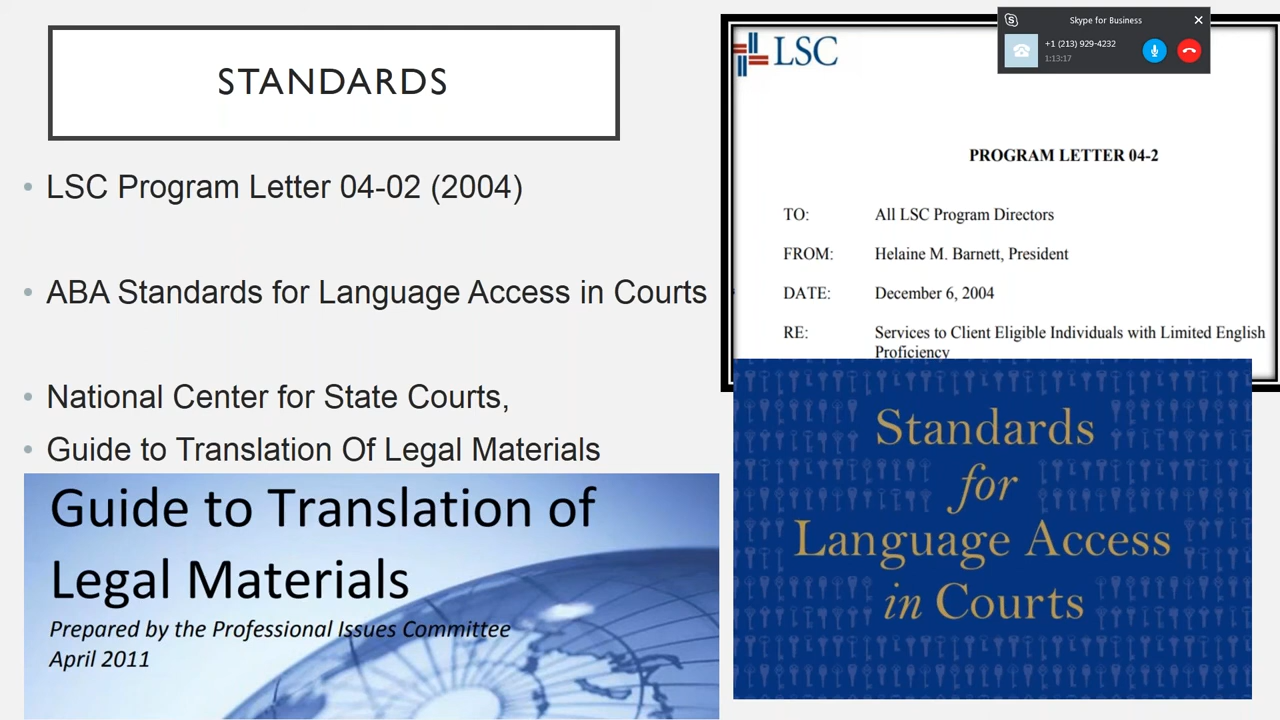 STANDARDS
LSC Program Letter 04-02 (2004)
ABA Standards for Language Access in Courts
National Center for State Courts,
Guide to Translation Of Legal Materials
Guide to Translation of
Legal Materials
Prepared by the Professional Issues Committee
April 2011
LSC
PROGRAM LETTER 04-2
TO: All LSC Program Directors
FROM: Helaine M. Barnett, President
DATE: December 6, 2004
RE: Services to Client Eligible Individuals with Limited English
Proficiency
Standards
for
Language Access
in Courts
Skype for Business
+1 (213) 929-4232
1:13:17